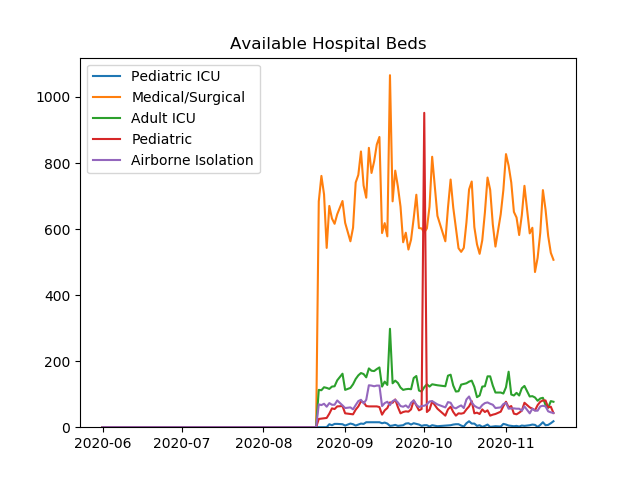 Available Hospital Beds
Pediatric ICU
Medical/Surgical
Adult ICU
Pediatric
Airborne Isolation
1000
800
600
400
200
0
2020-06 2020-07 2020-08 2020-09 2020-10 2020-11